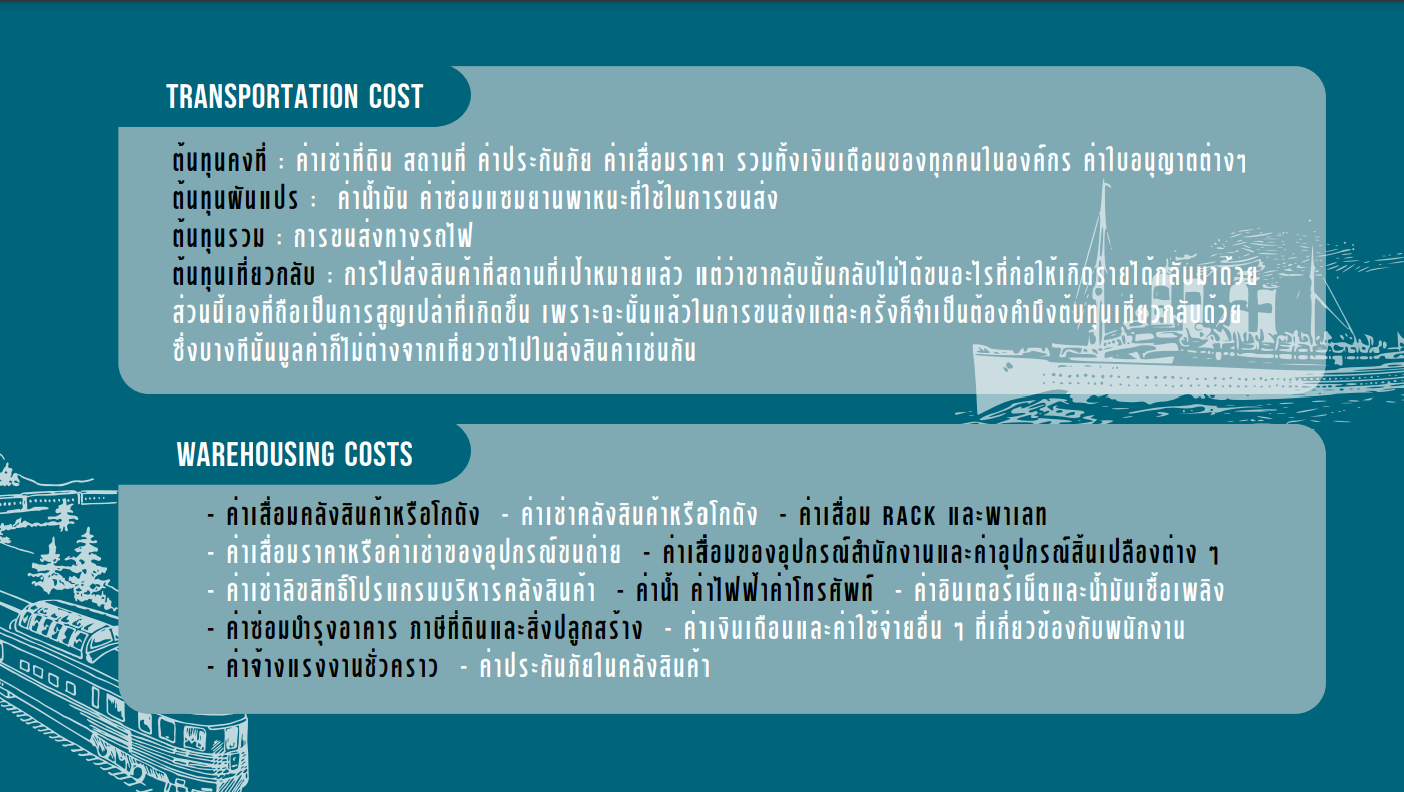 TRANSPORTATION COST
ต้นทุนคงที่ : ค่าเช่าที่ดิน สถานที่ ค่าประกันภัย ค่าเสื่อมราคา รวมทั้งเงินเดือนของทุกคนในองค์กร ค่าใบอนุญาตต่างๆ
ต้นทุนผันแปร : ค่าน้ำมัน ค่าซ่อมแซมยานพาหนะที่ใช้ในการขนส่ง
ต้นทุนรวม : การขนส่งทางรถไฟ
ต้นทุนเที่ยวกลับ : การไปส่งสินค้าที่สถานที่เป้าหมายแล้ว แต่ว่าขากลับนั้นกลับไม่ได้ขนอะไรที่ก่อให้เกิดรายได้กลับมาด้วย
ส่วนนี้เองที่ถือเป็นการสูญเปล่าที่เกิดขึ้น เพราะฉะนั้นแล้วในการขนส่งแต่ละครั้งก็จำเป็นต้องคำนึงต้นทุนเที่ยวกลับด้วย
ซึ่งบางทีนั้นมูลค่าก็ไม่ต่างจากเที่ยวขาไปในส่งสินค้าเช่นกัน
WAREHOUSING COSTS
- ค่าเสื่อมคลังสินค้าหรือโกดัง - ค่าเช่าคลังสินค้าหรือโกดัง - ค่าเสื่อม RACK และพาเลท
- ค่าเสื่อมราคาหรือค่าเช่าของอุปกรณ์ขนถ่าย - ค่าเสื่อมของอุปกรณ์สำนักงานและค่าอุปกรณ์สิ้นเปลืองต่าง ๆ
- ค่าเช่าลิขสิทธิ์โปรแกรมบริหารคลังสินค้า - ค่าน้ำ ค่าไฟฟ้าค่าโทรศัพท์ - ค่าอินเตอร์เน็ตและน้ำมันเชื้อเพลิง
- ค่าซ่อมบำรุงอาคาร ภาษีที่ดินและสิ่งปลูกสร้าง - ค่าเงินเดือนและค่าใช้จ่ายอื่น ๆ ที่เกี่ยวข้องกับพนักงาน
- ค่าจ้างแรงงานชั่วคราว - ค่าประกันภัยในคลังสินค้า